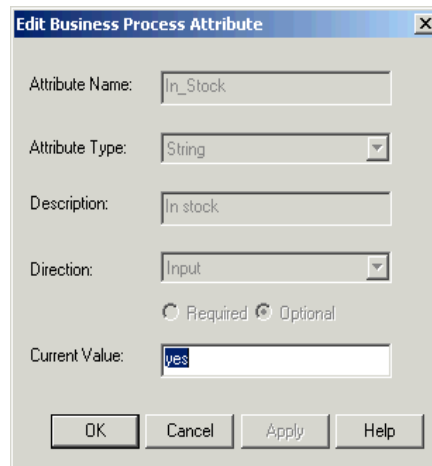 Edit Business Process Attribute
Attribute Name: In_Stock
Attribute Type: String
Description: In stock
Direction: Input
Required Optional
Current Value: yes
OK Cancel Apply Help